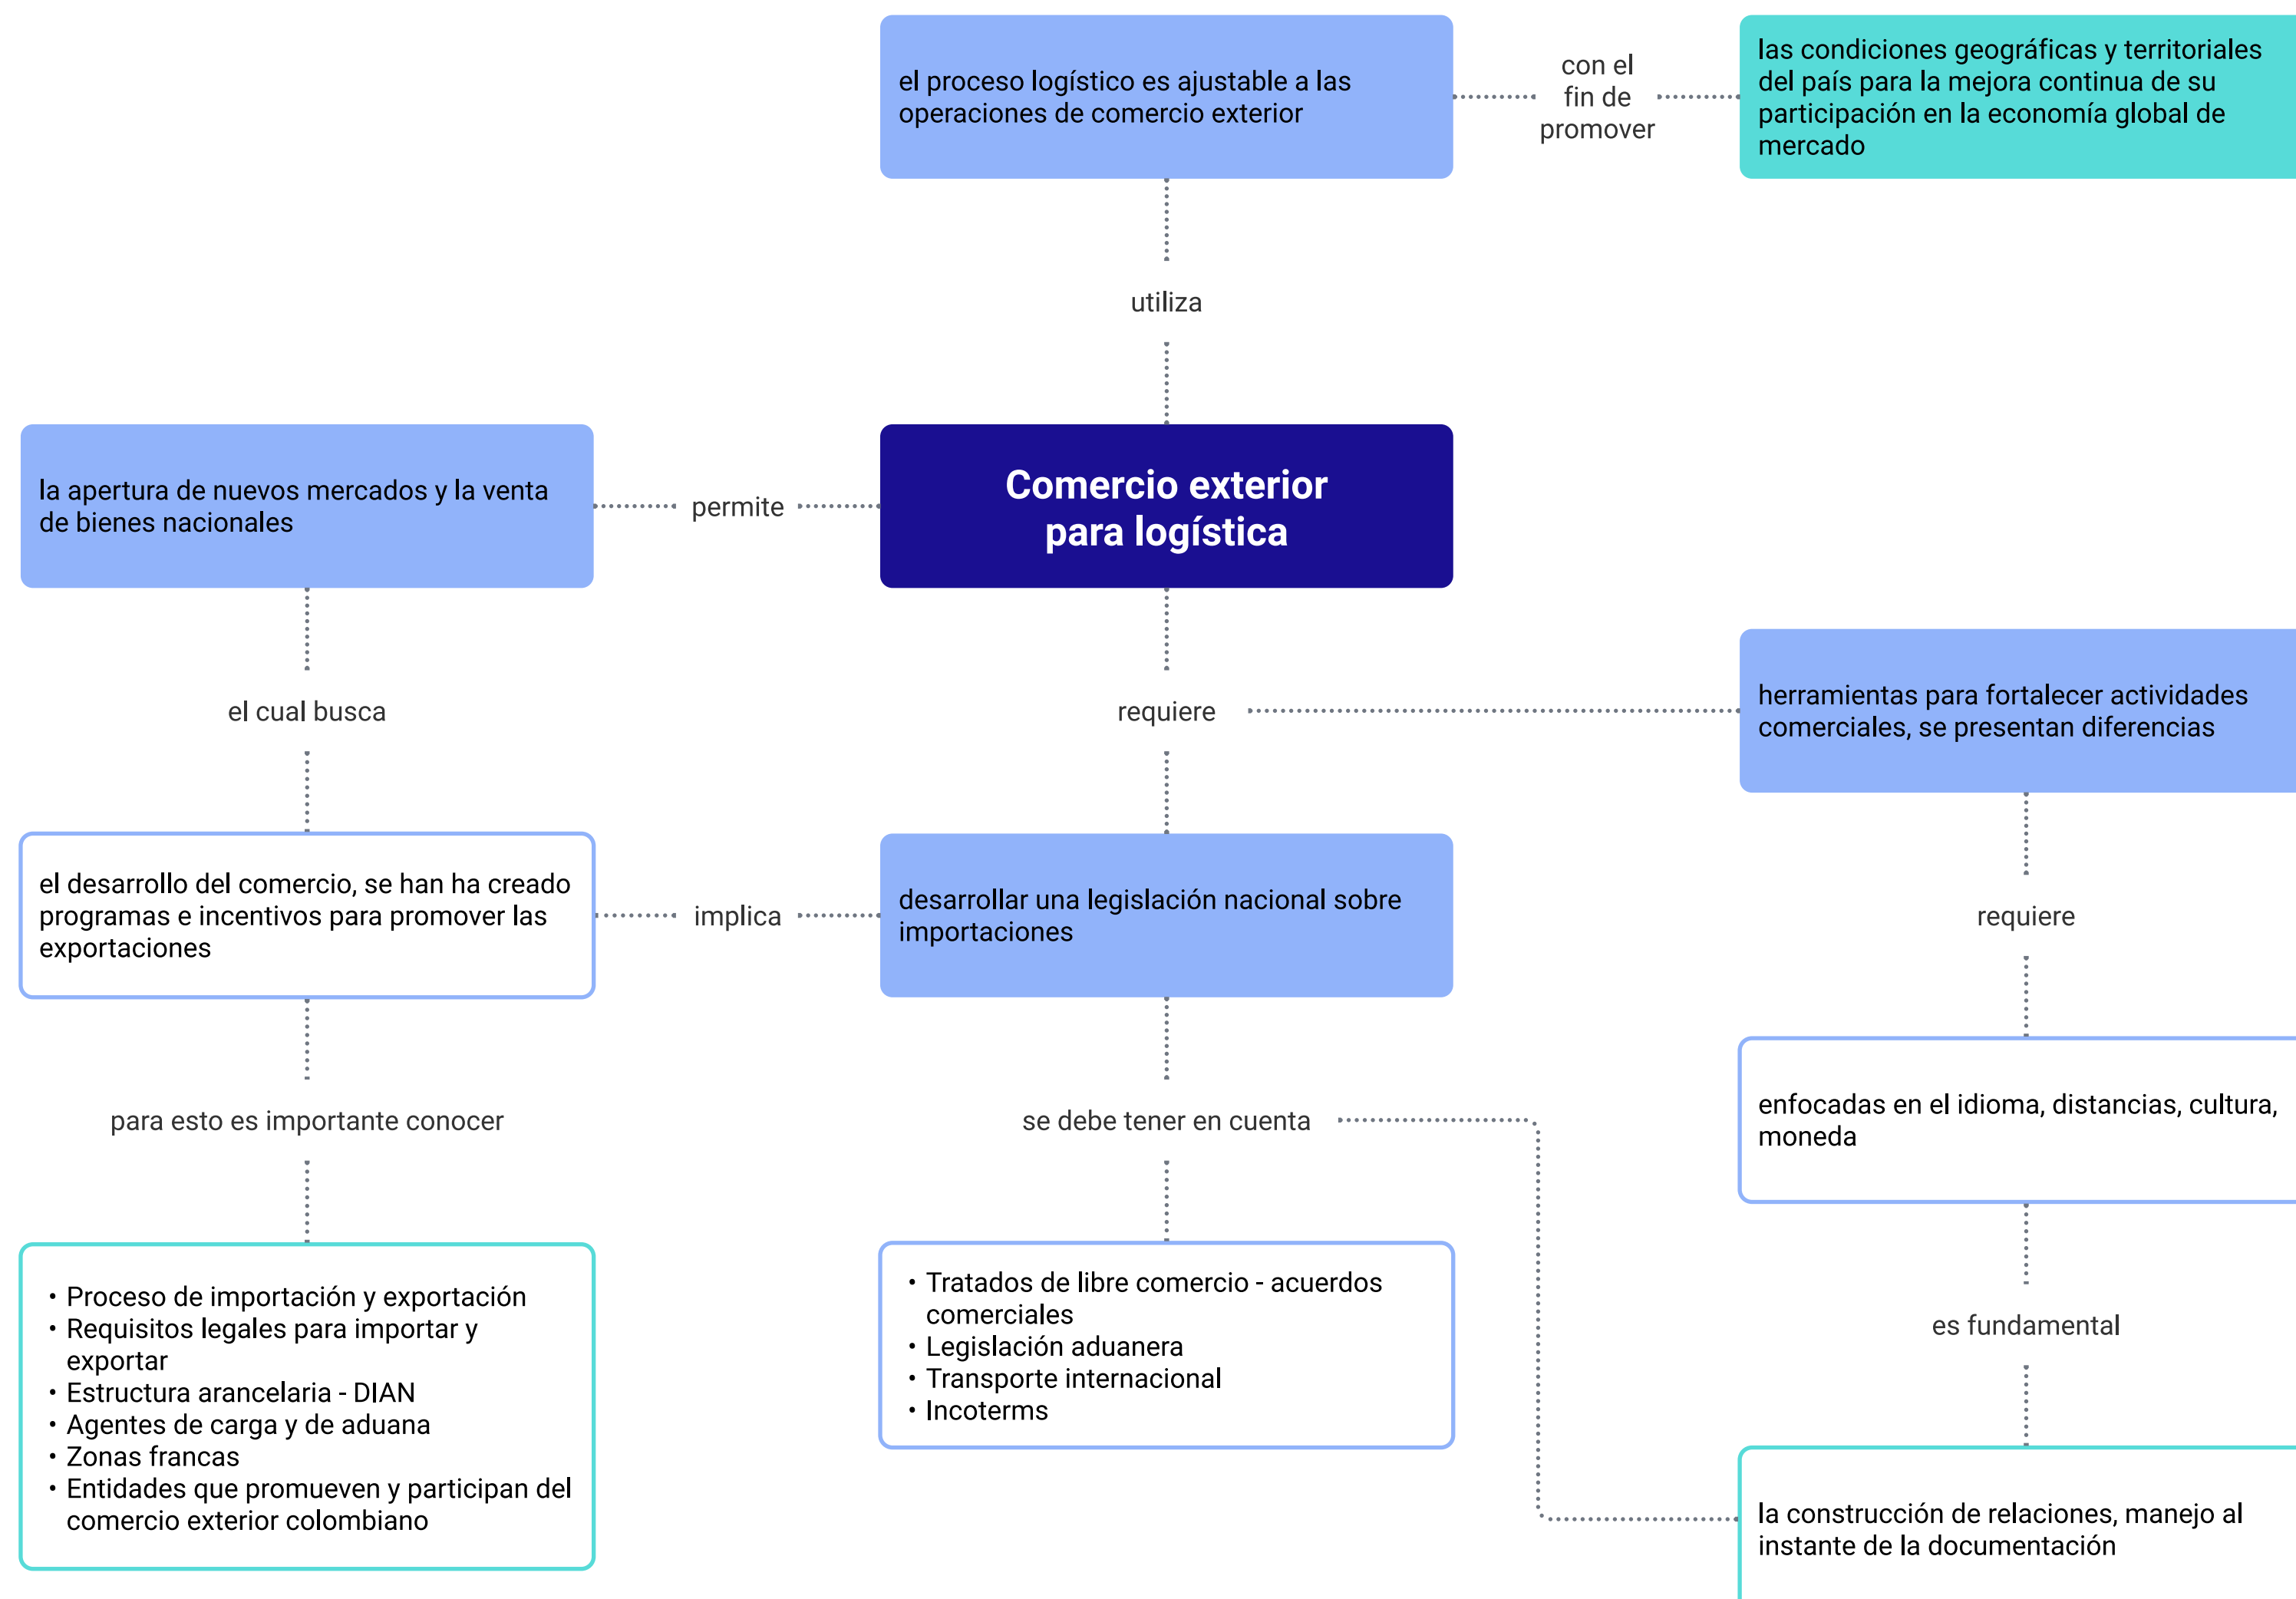 el proceso logístico es ajustable a las
operaciones de comercio exterior
con el
fin de
promover
las condiciones geográficas y territoriales
del país para la mejora continua de su
participación en la economía global de
mercado
utiliza
la apertura de nuevos mercados y la venta
de bienes nacionales
permite
Comercio exterior
para logística
el cual busca
requiere
herramientas para fortalecer actividades
comerciales, se presentan diferencias
el desarrollo del comercio, se han ha creado
programas e incentivos para promover las
exportaciones
implica
desarrollar una legislación nacional sobre
importaciones
requiere
para esto es importante conocer
se debe tener en cuenta
enfocadas en el idioma, distancias, cultura,
moneda
• Proceso de importación y exportación
• Requisitos legales para importar y
exportar
• Estructura arancelaria - DIAN
• Agentes de carga y de aduana
• Zonas francas
• Entidades que promueven y participan del
comercio exterior colombiano
• Tratados de libre comercio - acuerdos
comerciales
• Legislación aduanera
• Transporte internacional
• Incoterms
es fundamental
la construcción de relaciones, manejo al
instante de la documentación